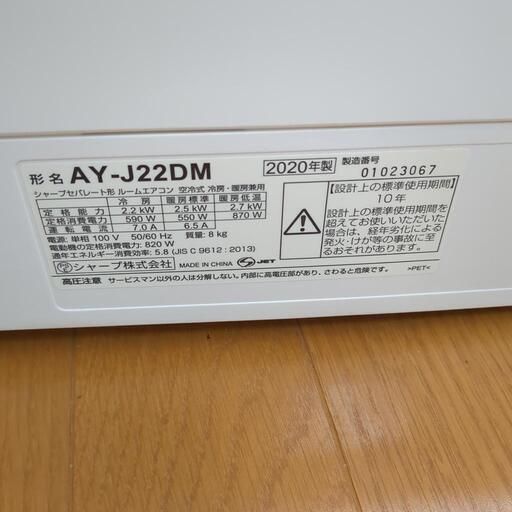 形名 AY-J22DM 2020年製 製造番号 01023067
シャープセパレート形 ルームエアコン 空冷式 冷房・暖房兼用
冷房 暖房標準 暖房低温
定格能力 2.2 kW 2.5 kW 2.7 kW
定格消費電力 590 W 550 W 870 W
運転電流 7.0 A 6.5 A
電源: 単相 100 V 50/60 Hz 質量: 8 kg
電動機の定格消費電力: 820 W
通年エネルギー消費効率: 5.8 (JIS C 9612 : 2013)
シャープ株式会社 MADE IN CHINA JET
高圧注意 サービスマン以外の人は分解しない。内部に高電圧部があり、さわると危険です。
【設計上の標準使用期間】
10年
設計上の標準使用期間を
超えてお使いいただいた
場合は、経年劣化による
発火・けが等の事故に至
るおそれがあります。
>PET<